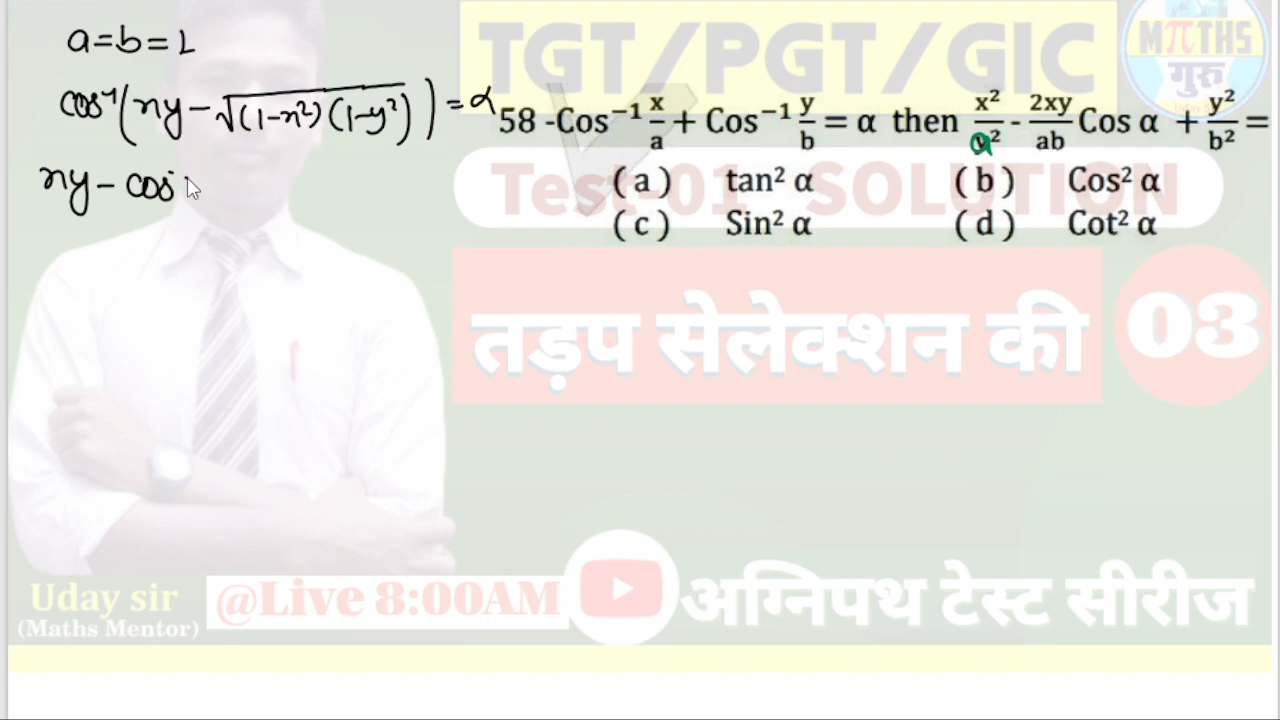 TGT/PGT/GIC
MπTHS
गुरु
a=b=1
cos⁻¹(xy-√(1-x²)(1-y²))=α
58 -Cos⁻¹ x/a + Cos⁻¹ y/b = α then x²/a² - 2xy/ab Cos α + y²/b² =
xy - cos
(a) tan² α (b) Cos² α
(c) Sin² α (d) Cot² α
Test-01 SOLUTION
तड़प सेलेक्शन की 03
Uday sir
(Maths Mentor)
@Live 8:00AM
अग्निपथ टेस्ट सीरीज